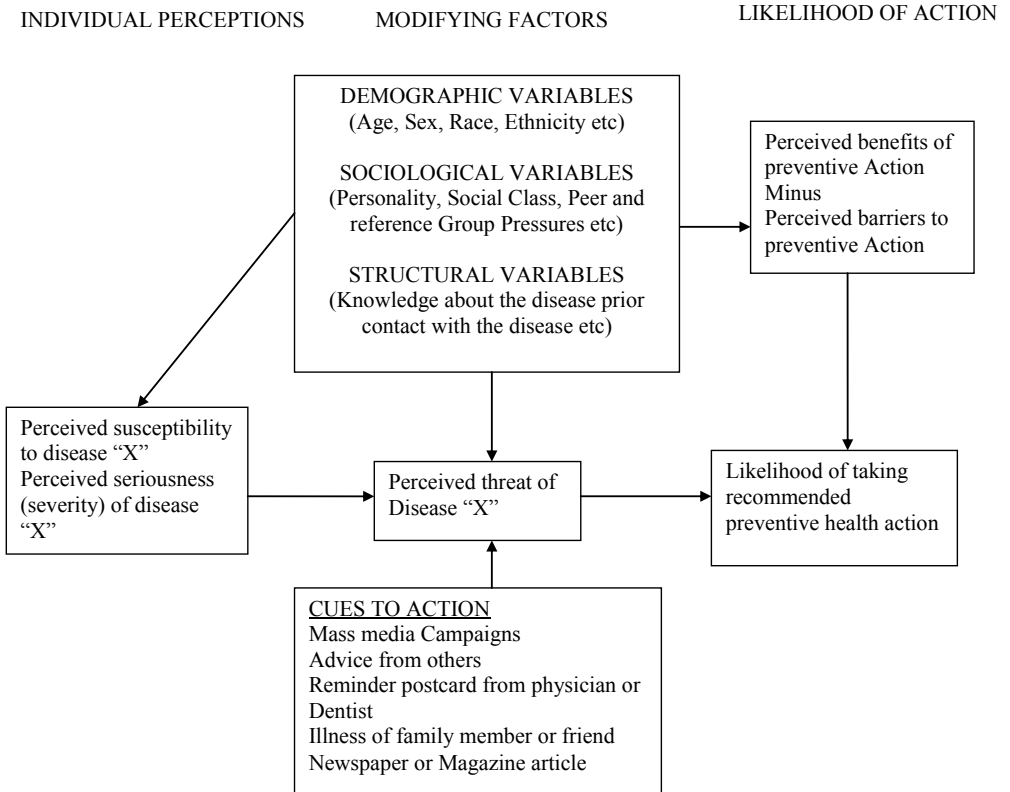 INDIVIDUAL PERCEPTIONS
MODIFYING FACTORS
LIKELIHOOD OF ACTION
DEMOGRAPHIC VARIABLES
(Age, Sex, Race, Ethnicity etc)
SOCIOLOGICAL VARIABLES
(Personality, Social Class, Peer and
reference Group Pressures etc)
STRUCTURAL VARIABLES
(Knowledge about the disease prior
contact with the disease etc)
Perceived benefits of
preventive Action
Minus
Perceived barriers to
preventive Action
Perceived susceptibility
to disease “X”
Perceived seriousness
(severity) of disease
“X”
Perceived threat of
Disease “X”
Likelihood of taking
recommended
preventive health action
CUES TO ACTION
Mass media Campaigns
Advice from others
Reminder postcard from physician or
Dentist
Illness of family member or friend
Newspaper or Magazine article